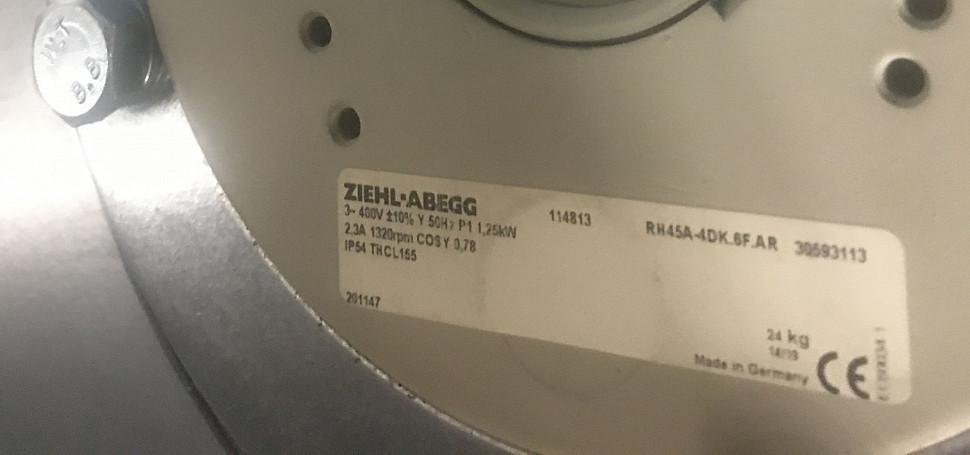 8.8
ZIEHL-ABEGG
3~ 400V ±10% Y 50Hz P1 1,25kW
2,3A 1320rpm COSY 0,78
IP54 THCL155
201147
114813
RH45A-4DK.6F.AR 30593113
24 kg
14/19
Made in Germany
CE